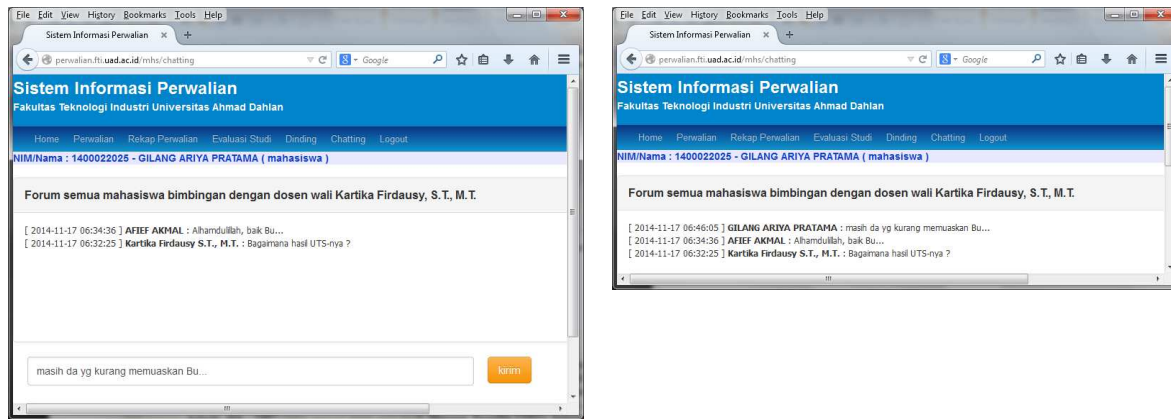 File Edit View History Bookmarks Tools Help
Sistem Informasi Perwalian × +
perwalian.fti.uad.ac.id/mhs/chatting 8 Google
Sistem Informasi Perwalian
Fakultas Teknologi Industri Universitas Ahmad Dahlan
Home Perwalian Rekap Perwalian Evaluasi Studi Dinding Chatting Logout
NIM/Nama : 1400022025 - GILANG ARIYA PRATAMA ( mahasiswa )
Forum semua mahasiswa bimbingan dengan dosen wali Kartika Firdausy, S.T., M.T.
[ 2014-11-17 06:34:36 ] AFIEF AKMAL : Alhamdulillah, baik Bu...
[ 2014-11-17 06:32:25 ] Kartika Firdausy S.T., M.T. : Bagaimana hasil UTS-nya ?
masih da yg kurang memuaskan Bu...
kirim
File Edit View History Bookmarks Tools Help
Sistem Informasi Perwalian × +
perwalian.fti.uad.ac.id/mhs/chatting 8 Google
Sistem Informasi Perwalian
Fakultas Teknologi Industri Universitas Ahmad Dahlan
Home Perwalian Rekap Perwalian Evaluasi Studi Dinding Chatting Logout
NIM/Nama : 1400022025 - GILANG ARIYA PRATAMA ( mahasiswa )
Forum semua mahasiswa bimbingan dengan dosen wali Kartika Firdausy, S.T., M.T.
[ 2014-11-17 06:46:05 ] GILANG ARIYA PRATAMA : masih da yg kurang memuaskan Bu...
[ 2014-11-17 06:34:36 ] AFIEF AKMAL : Alhamdulillah, baik Bu...
[ 2014-11-17 06:32:25 ] Kartika Firdausy S.T., M.T. : Bagaimana hasil UTS-nya ?